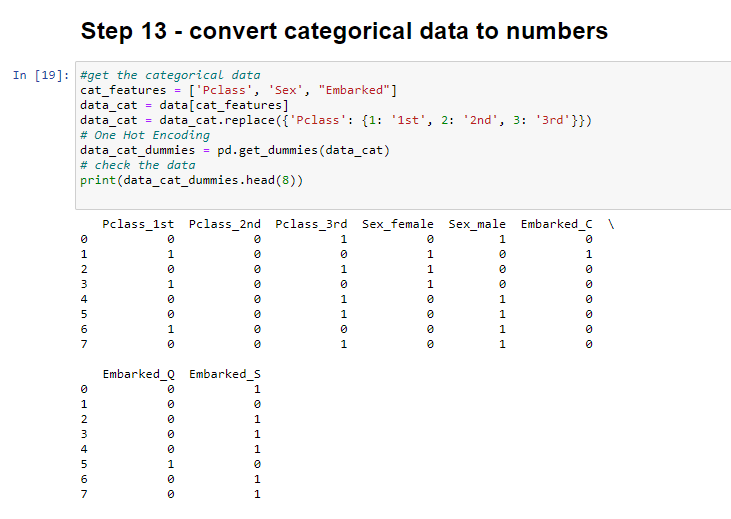 Step 13 - convert categorical data to numbers
In [19]: #get the categorical data
cat_features = ['Pclass', 'Sex', "Embarked"]
data_cat = data[cat_features]
data_cat = data_cat.replace({'Pclass': {1: '1st', 2: '2nd', 3: '3rd'}})
# One Hot Encoding
data_cat_dummies = pd.get_dummies(data_cat)
# check the data
print(data_cat_dummies.head(8))
Pclass_1st Pclass_2nd Pclass_3rd Sex_female Sex_male Embarked_C \
0 0 0 1 0 1 0
1 1 0 0 1 0 1
2 0 0 1 1 0 0
3 1 0 0 1 0 0
4 0 0 1 0 1 0
5 0 0 1 0 1 0
6 1 0 0 0 1 0
7 0 0 1 0 1 0
Embarked_Q Embarked_S
0 0 1
1 0 0
2 0 1
3 0 1
4 0 1
5 1 0
6 0 1
7 0 1